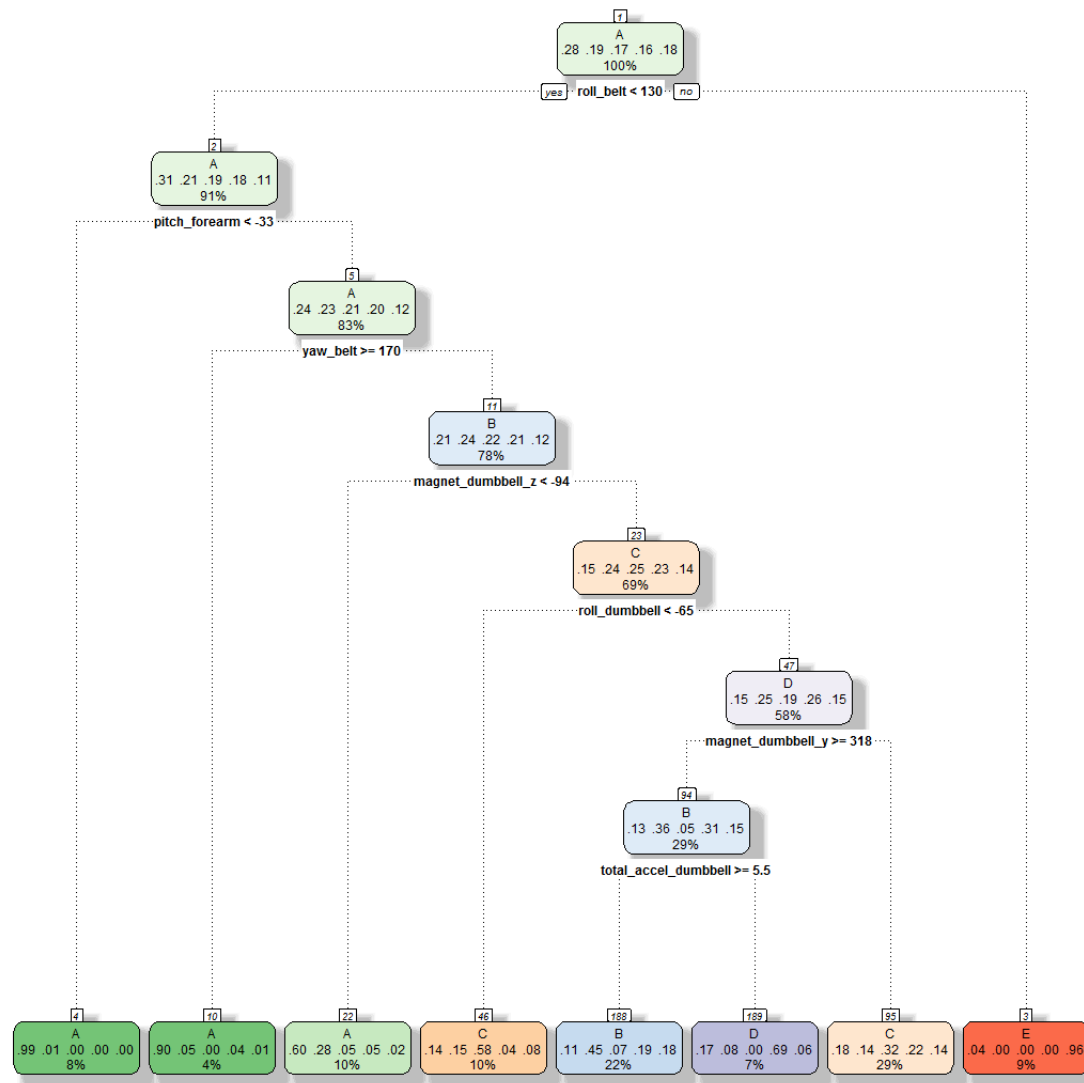 1
A
.28 .19 .17 .16 .18
100%
yes roll_belt < 130 no
2
A
.31 .21 .19 .18 .11
91%
pitch_forearm < -33
5
A
.24 .23 .21 .20 .12
83%
yaw_belt >= 170
11
B
.21 .24 .22 .21 .12
78%
magnet_dumbbell_z < -94
23
C
.15 .24 .25 .23 .14
69%
roll_dumbbell < -65
47
D
.15 .25 .19 .26 .15
58%
magnet_dumbbell_y >= 318
94
B
.13 .36 .05 .31 .15
29%
total_accel_dumbbell >= 5.5
4
A
.99 .01 .00 .00 .00
8%
10
A
.90 .05 .00 .04 .01
4%
22
A
.60 .28 .05 .05 .02
10%
46
C
.14 .15 .58 .04 .08
10%
188
B
.11 .45 .07 .19 .18
22%
189
D
.17 .08 .00 .69 .06
7%
95
C
.18 .14 .32 .22 .14
29%
3
E
.04 .00 .00 .00 .96
9%